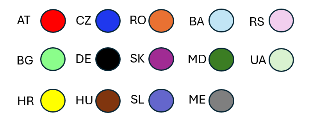 AT CZ RO BA RS
BG DE SK MD UA
HR HU SL ME